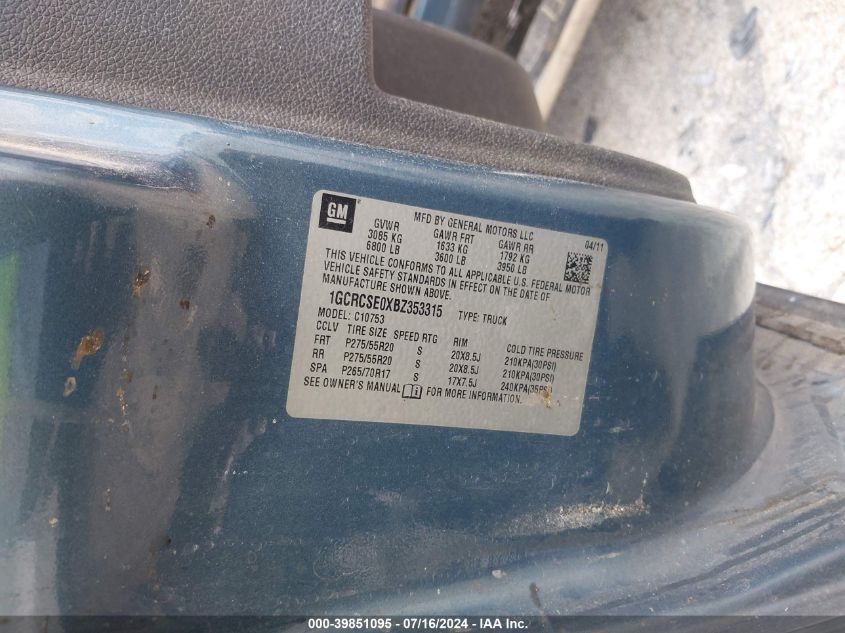 GM
MFD BY GENERAL MOTORS LLC 04/11
GVWR GAWR FRT GAWR RR
3085 KG 1633 KG 1792 KG
6800 LB 3600 LB 3950 LB
THIS VEHICLE CONFORMS TO ALL APPLICABLE U.S. FEDERAL MOTOR
VEHICLE SAFETY STANDARDS IN EFFECT ON THE DATE OF
MANUFACTURE SHOWN ABOVE.
1GCRCSE0XBZ353315 TYPE: TRUCK
MODEL: C10753
CCLV TIRE SIZE SPEED RTG RIM COLD TIRE PRESSURE
FRT P275/55R20 S 20X8.5J 210KPA(30PSI)
RR P275/55R20 S 20X8.5J 210KPA(30PSI)
SPA P265/70R17 S 17X7.5J 240KPA(35PSI)
SEE OWNER'S MANUAL i FOR MORE INFORMATION.
000-39851095 - 07/16/2024 - IAA Inc.